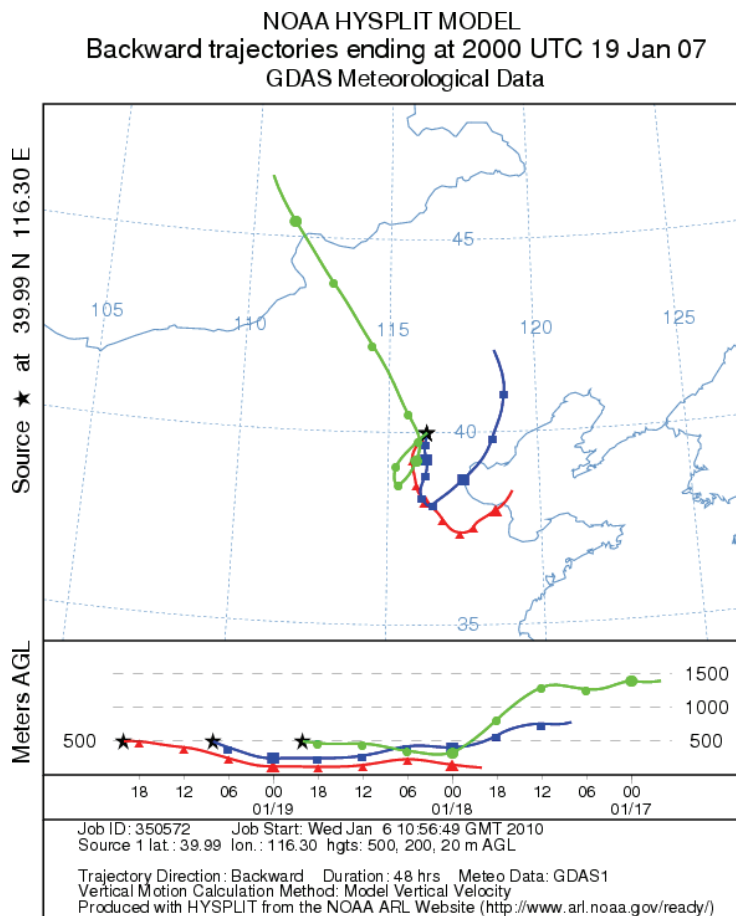 NOAA HYSPLIT MODEL
Backward trajectories ending at 2000 UTC 19 Jan 07
GDAS Meteorological Data
Source ★ at 39.99 N 116.30 E
45
105
110
115
120
125
40
35
Meters AGL
1500
1000
500
500
18 12 06 00 18 12 06 00 18 12 06 00
01/19 01/18 01/17
Job ID: 350572 Job Start: Wed Jan 6 10:56:49 GMT 2010
Source 1 lat.: 39.99 lon.: 116.30 hgts: 500, 200, 20 m AGL
Trajectory Direction: Backward Duration: 48 hrs Meteo Data: GDAS1
Vertical Motion Calculation Method: Model Vertical Velocity
Produced with HYSPLIT from the NOAA ARL Website (http://www.arl.noaa.gov/ready/)